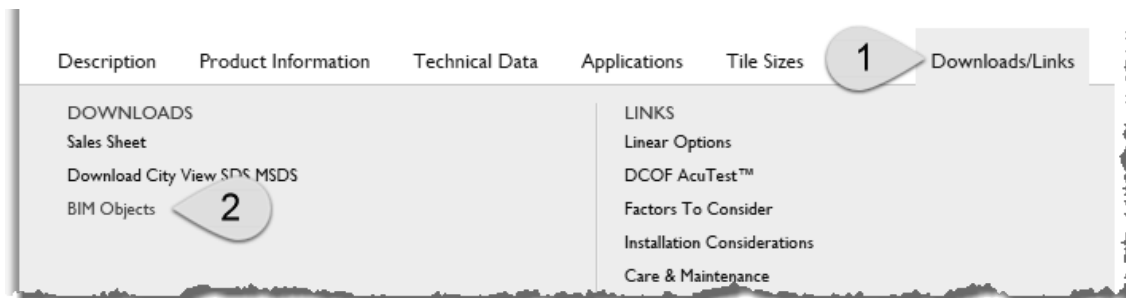 Description Product Information Technical Data Applications Tile Sizes 1 Downloads/Links
DOWNLOADS
Sales Sheet
Download City View SDS MSDS
BIM Objects 2
LINKS
Linear Options
DCOF AcuTest™
Factors To Consider
Installation Considerations
Care & Maintenance